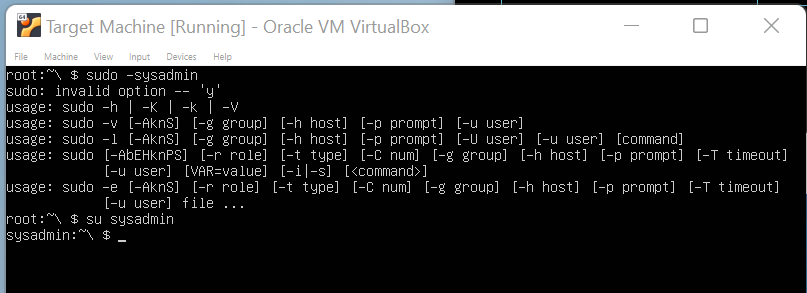 Target Machine [Running] - Oracle VM VirtualBox
File Machine View Input Devices Help
root:~\ $ sudo -sysadmin
sudo: invalid option -- 'y'
usage: sudo -h | -K | -k | -V
usage: sudo -v [-AknS] [-g group] [-h host] [-p prompt] [-u user]
usage: sudo -l [-AknS] [-g group] [-h host] [-p prompt] [-U user] [-u user] [command]
usage: sudo [-AbEHknPS] [-r role] [-t type] [-C num] [-g group] [-h host] [-p prompt] [-T timeout]
[-u user] [VAR=value] [-i|-s] [<command>]
usage: sudo -e [-AknS] [-r role] [-t type] [-C num] [-g group] [-h host] [-p prompt] [-T timeout]
[-u user] file ...
root:~\ $ su sysadmin
sysadmin:~\ $ _